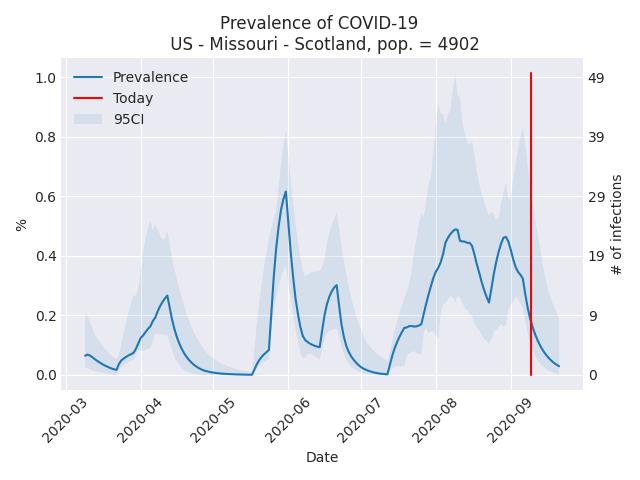 Prevalence of COVID-19
US - Missouri - Scotland, pop. = 4902
Prevalence
Today
95CI
1.0
0.8
0.6
0.4
0.2
0.0
%
49
39
29
19
9
0
# of infections
2020-03
2020-04
2020-05
2020-06
2020-07
2020-08
2020-09
Date